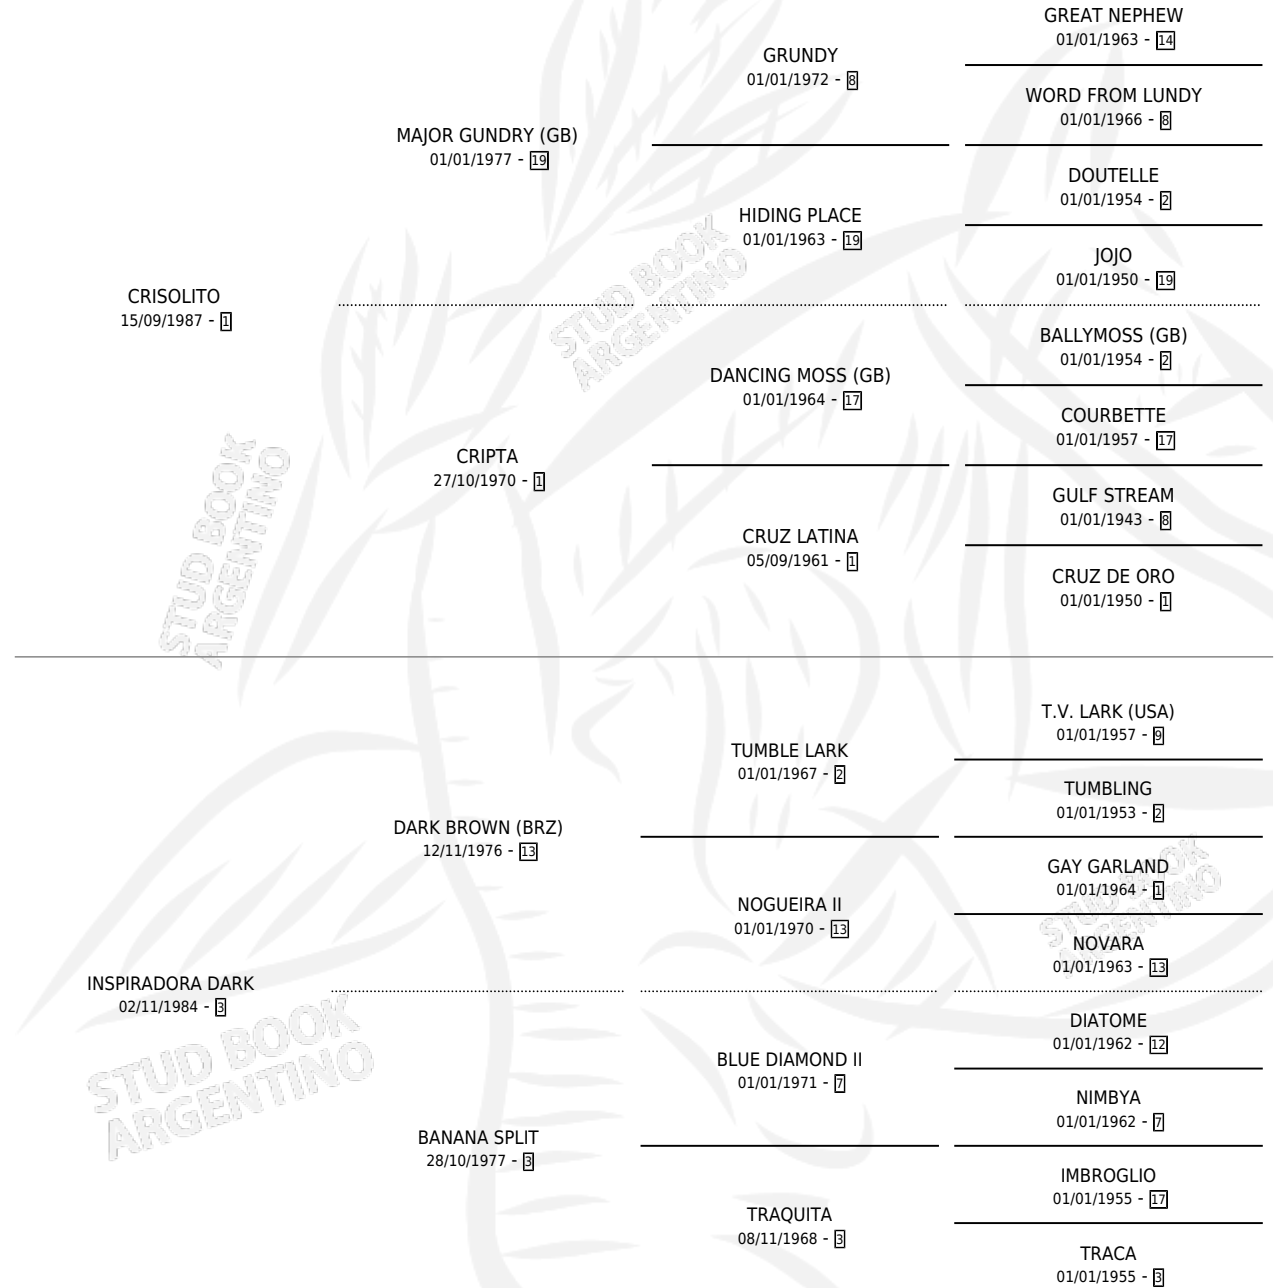 GREAT NEPHEW
01/01/1963 - 14
GRUNDY
01/01/1972 - 8
WORD FROM LUNDY
01/01/1966 - 8
MAJOR GUNDRY (GB)
01/01/1977 - 19
DOUTELLE
01/01/1954 - 2
HIDING PLACE
01/01/1963 - 19
JOJO
01/01/1950 - 19
CRISOLITO
15/09/1987 - 1
BALLYMOSS (GB)
01/01/1954 - 2
DANCING MOSS (GB)
01/01/1964 - 17
COURBETTE
01/01/1957 - 17
CRIPTA
27/10/1970 - 1
GULF STREAM
01/01/1943 - 8
CRUZ LATINA
05/09/1961 - 1
CRUZ DE ORO
01/01/1950 - 1
T.V. LARK (USA)
01/01/1957 - 9
TUMBLE LARK
01/01/1967 - 2
TUMBLING
01/01/1953 - 2
DARK BROWN (BRZ)
12/11/1976 - 13
GAY GARLAND
01/01/1964 - 1
NOGUEIRA II
01/01/1970 - 13
NOVARA
01/01/1963 - 13
INSPIRADORA DARK
02/11/1984 - 3
DIATOME
01/01/1962 - 12
BLUE DIAMOND II
01/01/1971 - 7
NIMBYA
01/01/1962 - 7
BANANA SPLIT
28/10/1977 - 3
IMBROGLIO
01/01/1955 - 17
TRAQUITA
08/11/1968 - 3
TRACA
01/01/1955 - 3
STUD BOOK
ARGENTINO
STUD BOOK
ARGENTINO
STUD BOOK
ARGENTINO
STUD BOOK
ARGENTINO